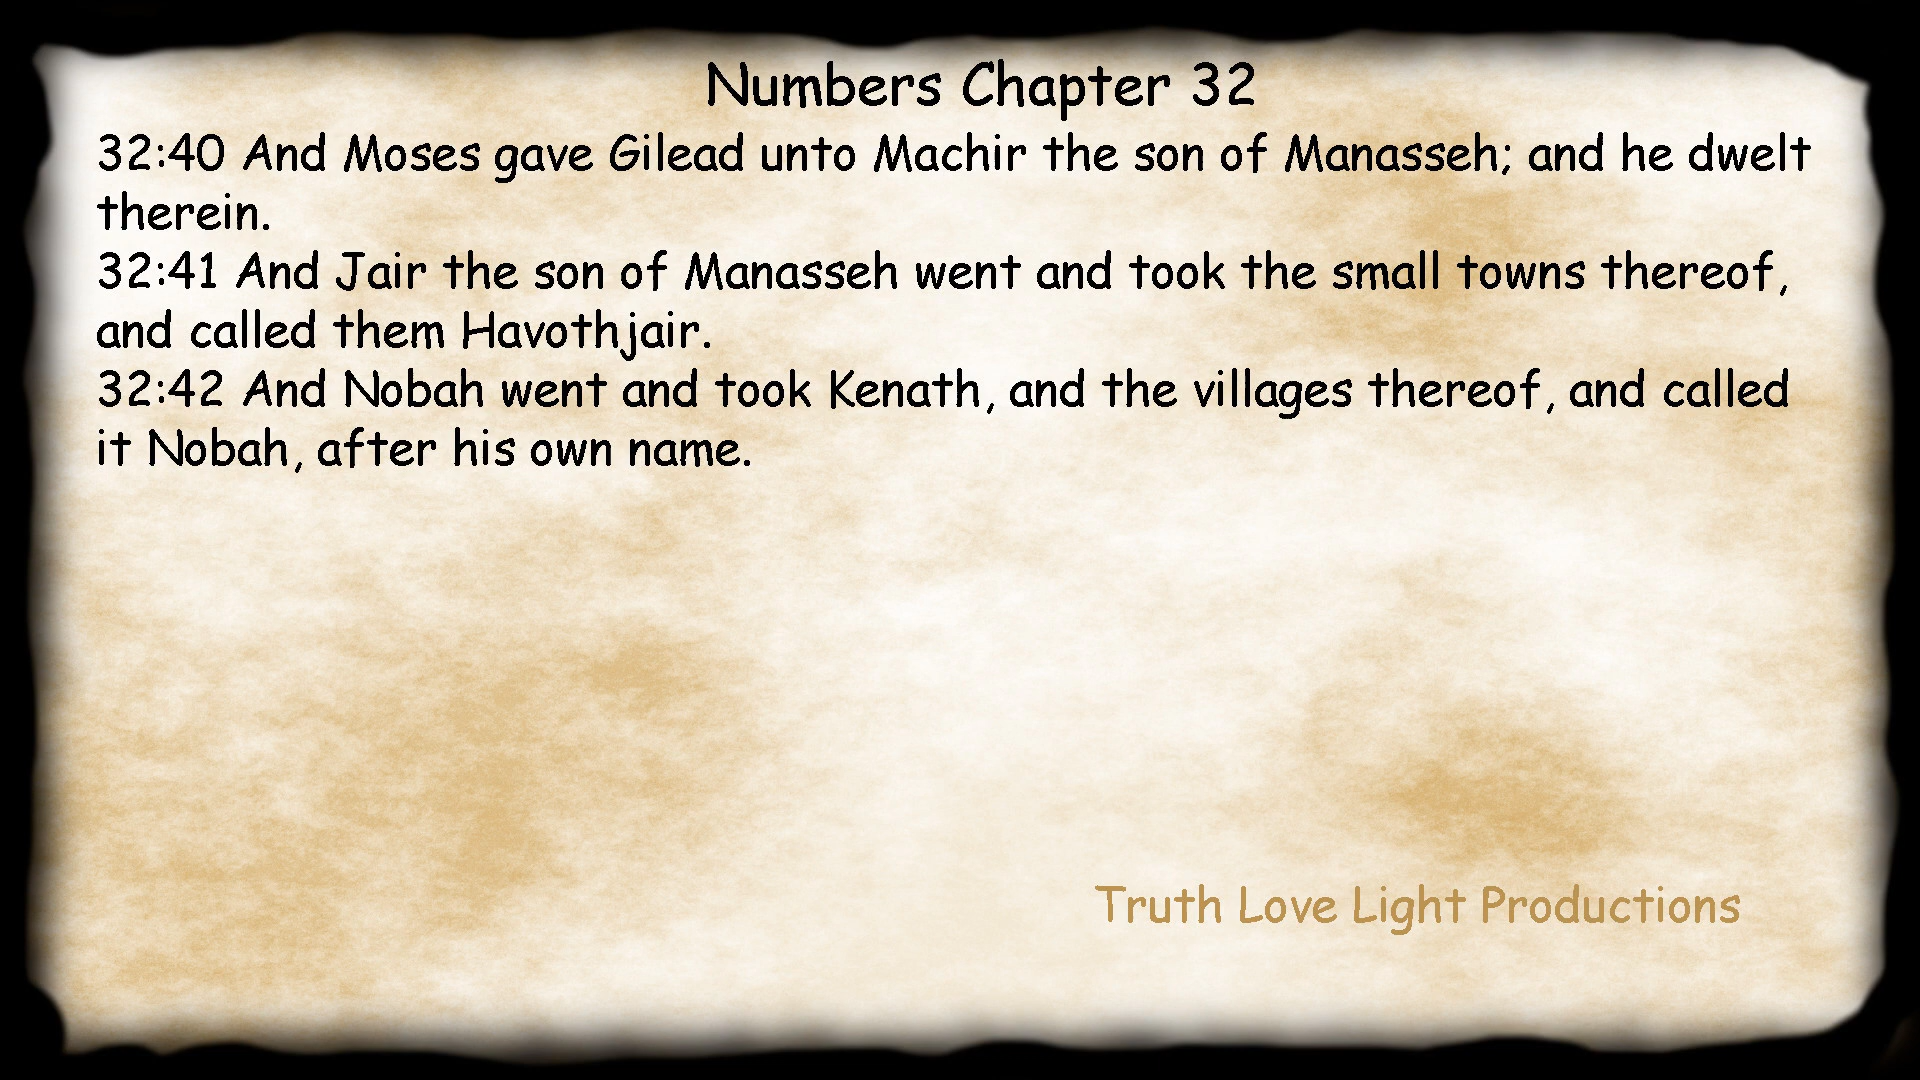 Numbers Chapter 32
32:40 And Moses gave Gilead unto Machir the son of Manasseh; and he dwelt
therein.
32:41 And Jair the son of Manasseh went and took the small towns thereof,
and called them Havothjair.
32:42 And Nobah went and took Kenath, and the villages thereof, and called
it Nobah, after his own name.
Truth Love Light Productions